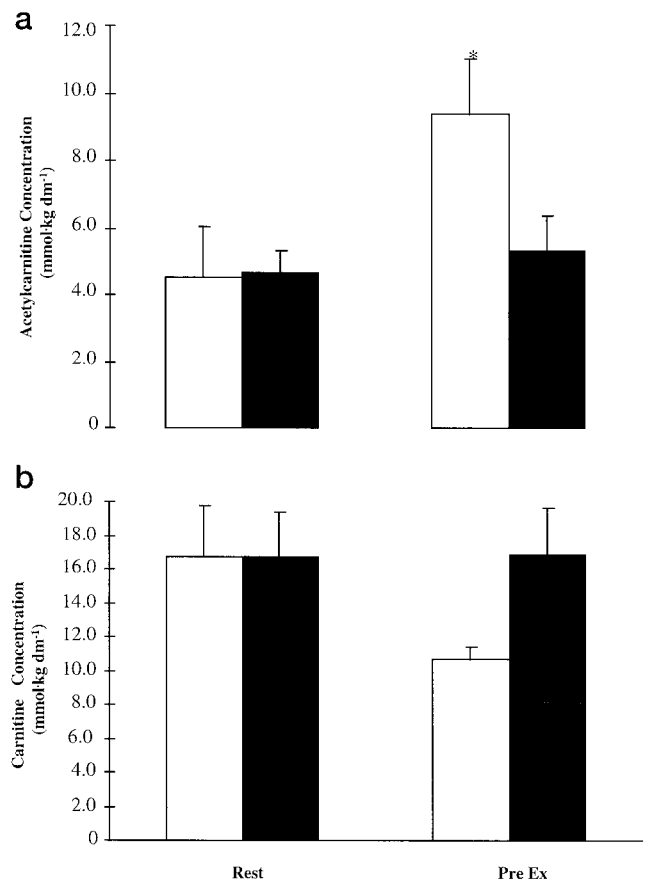 a
Acetylcarnitine Concentration
(mmol·kg dm⁻¹)
12.0
10.0
8.0
6.0
4.0
2.0
0
*
b
Carnitine Concentration
(mmol·kg dm⁻¹)
20.0
18.0
16.0
14.0
12.0
10.0
8.0
6.0
4.0
2.0
0
Rest Pre Ex